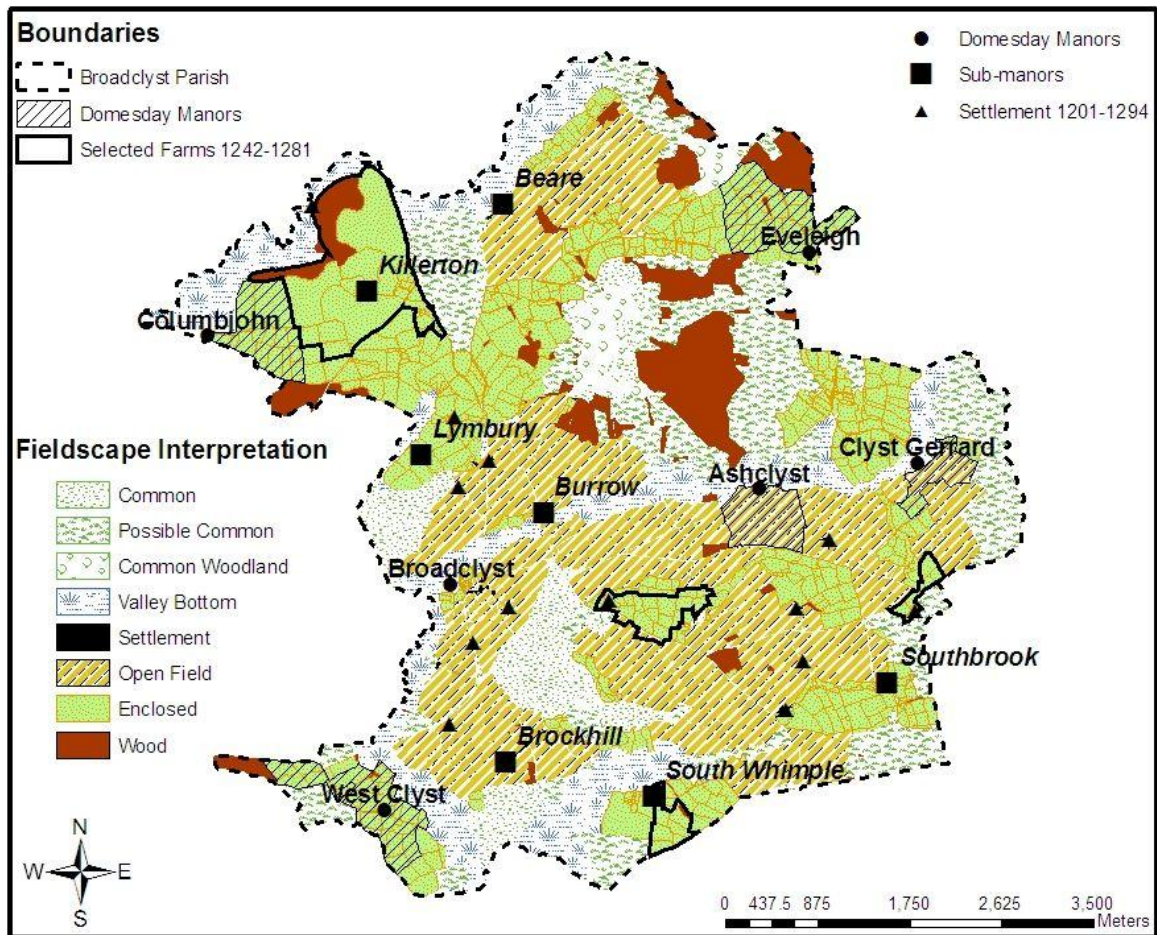 Boundaries
Broadclyst Parish
Domesday Manors
Selected Farms 1242-1281
Domesday Manors
Sub-manors
Settlement 1201-1294
Beare
Eveleigh
Killerton
Columbjohn
Lymbury
Clyst Gerrard
Ashclyst
Burrow
Broadclyst
Southbrook
Brockhill
South Whimple
West Clyst
Fieldscape Interpretation
Common
Possible Common
Common Woodland
Valley Bottom
Settlement
Open Field
Enclosed
Wood
N
W E
S
0 437.5 875 1,750 2,625 3,500
Meters